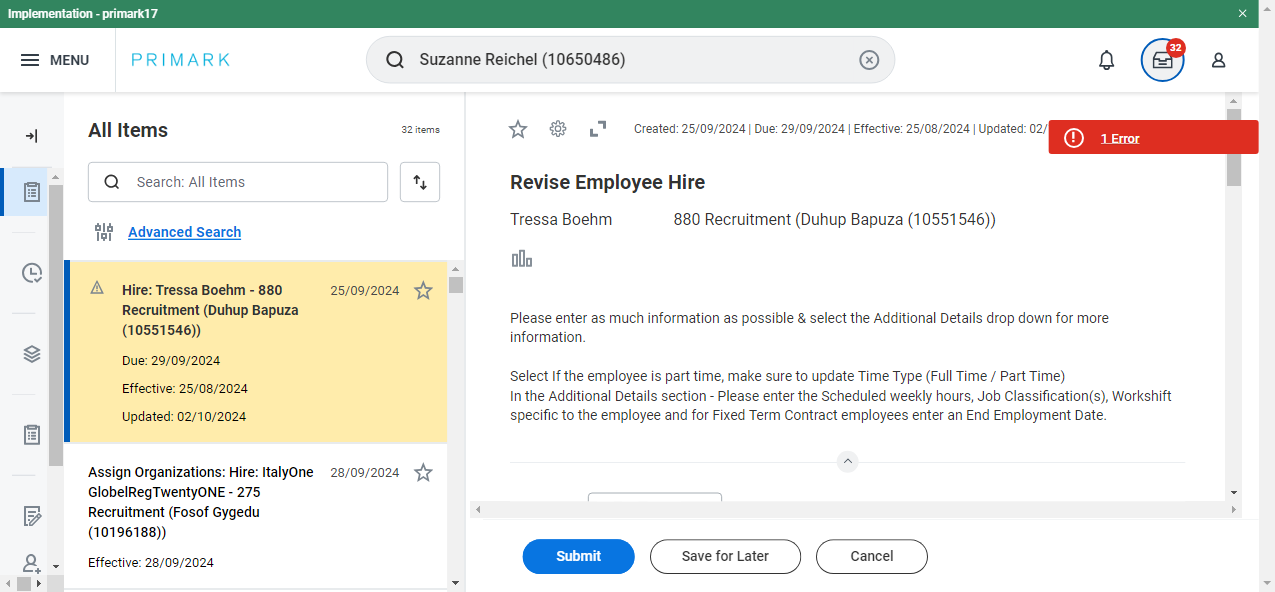 Implementation - primark17
MENU
PRIMARK
Suzanne Reichel (10650486)
32
All Items
32 items
Search: All Items
Advanced Search
Hire: Tressa Boehm - 880
Recruitment (Duhup Bapuza
(10551546))
25/09/2024
Due: 29/09/2024
Effective: 25/08/2024
Updated: 02/10/2024
Assign Organizations: Hire: ItalyOne
GlobelRegTwentyONE - 275
Recruitment (Fosof Gygedu
(10196188))
28/09/2024
Effective: 28/09/2024
Created: 25/09/2024 | Due: 29/09/2024 | Effective: 25/08/2024 | Updated: 02/
1 Error
Revise Employee Hire
Tressa Boehm
880 Recruitment (Duhup Bapuza (10551546))
Please enter as much information as possible & select the Additional Details drop down for more
information.
Select If the employee is part time, make sure to update Time Type (Full Time / Part Time)
In the Additional Details section - Please enter the Scheduled weekly hours, Job Classification(s), Workshift
specific to the employee and for Fixed Term Contract employees enter an End Employment Date.
Submit
Save for Later
Cancel